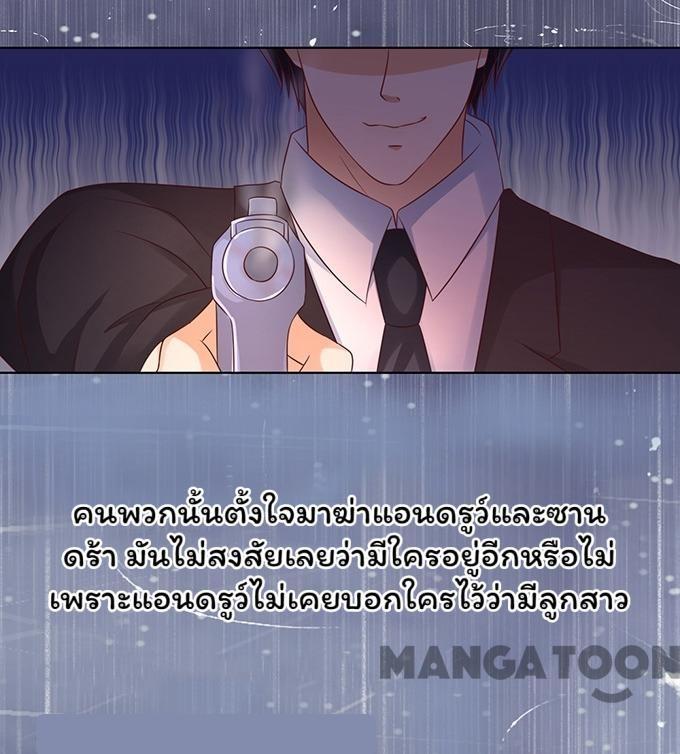 คนพวกนั้นตั้งใจมาฆ่าแอนดรูว์และซาน
ดร้า มันไม่สงสัยเลยว่ามีใครอยู่อีกหรือไม่
เพราะแอนดรูว์ไม่เคยบอกใครไว้ว่ามีลูกสาว
MANGATOON